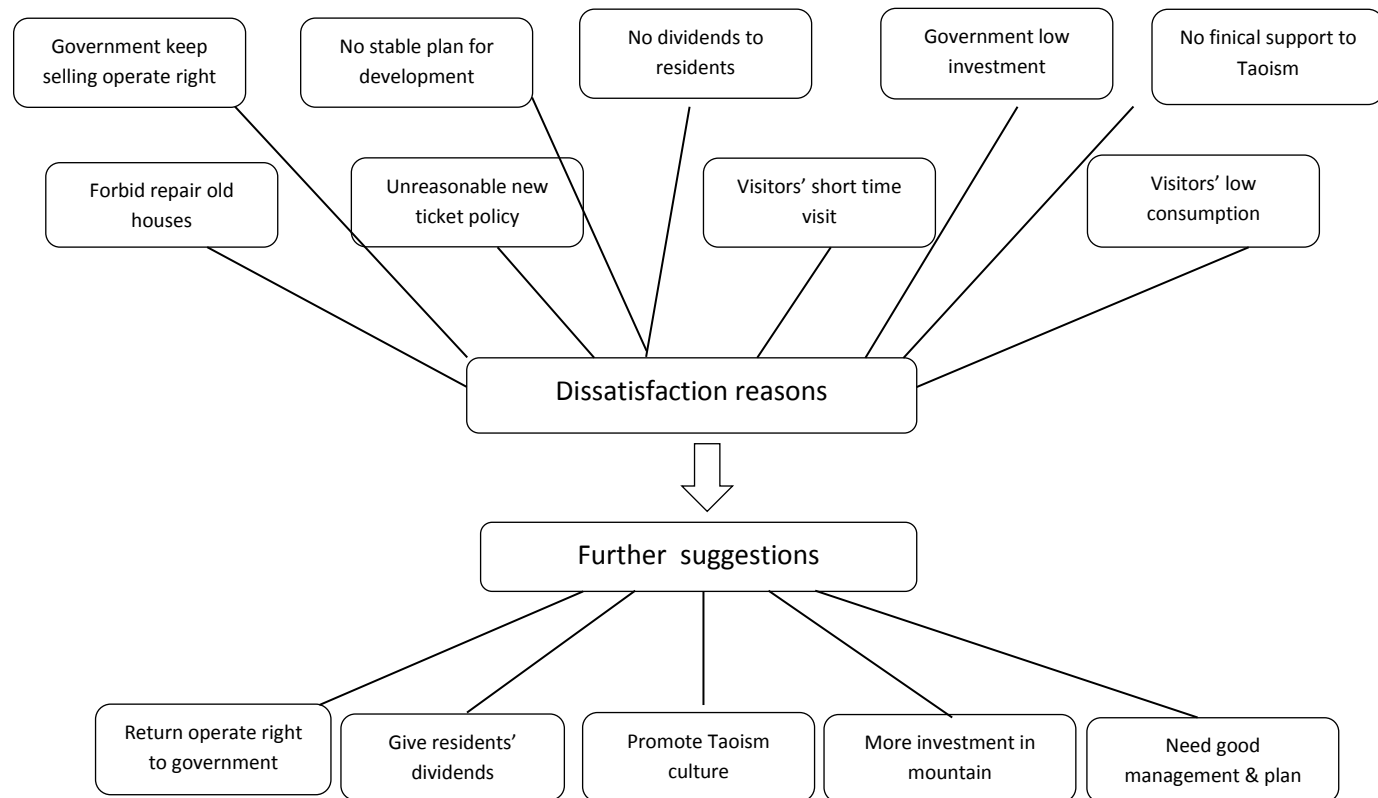 Government keep
selling operate right
No stable plan for
development
No dividends to
residents
Government low
investment
No finical support to
Taoism
Forbid repair old
houses
Unreasonable new
ticket policy
Visitors’ short time
visit
Visitors’ low
consumption
Dissatisfaction reasons
Further suggestions
Return operate right
to government
Give residents’
dividends
Promote Taoism
culture
More investment in
mountain
Need good
management & plan